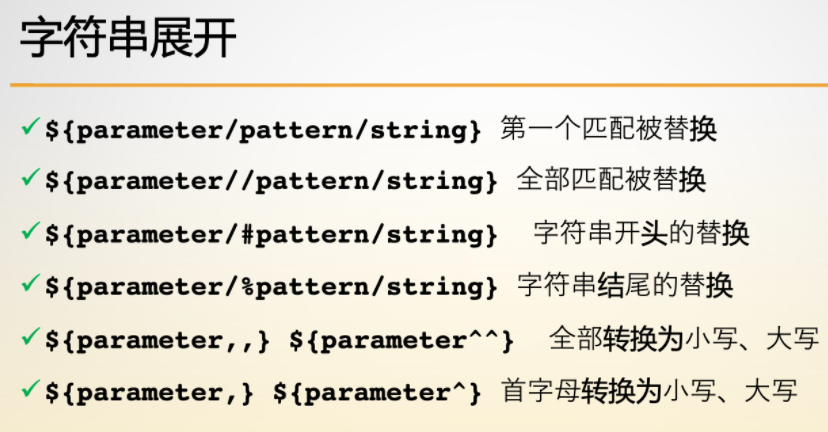 字符串展开
✓${parameter/pattern/string} 第一个匹配被替换
✓${parameter//pattern/string} 全部匹配被替换
✓${parameter/#pattern/string} 字符串开头的替换
✓${parameter/%pattern/string} 字符串结尾的替换
✓${parameter,,} ${parameter^^} 全部转换为小写、大写
✓${parameter,} ${parameter^} 首字母转换为小写、大写